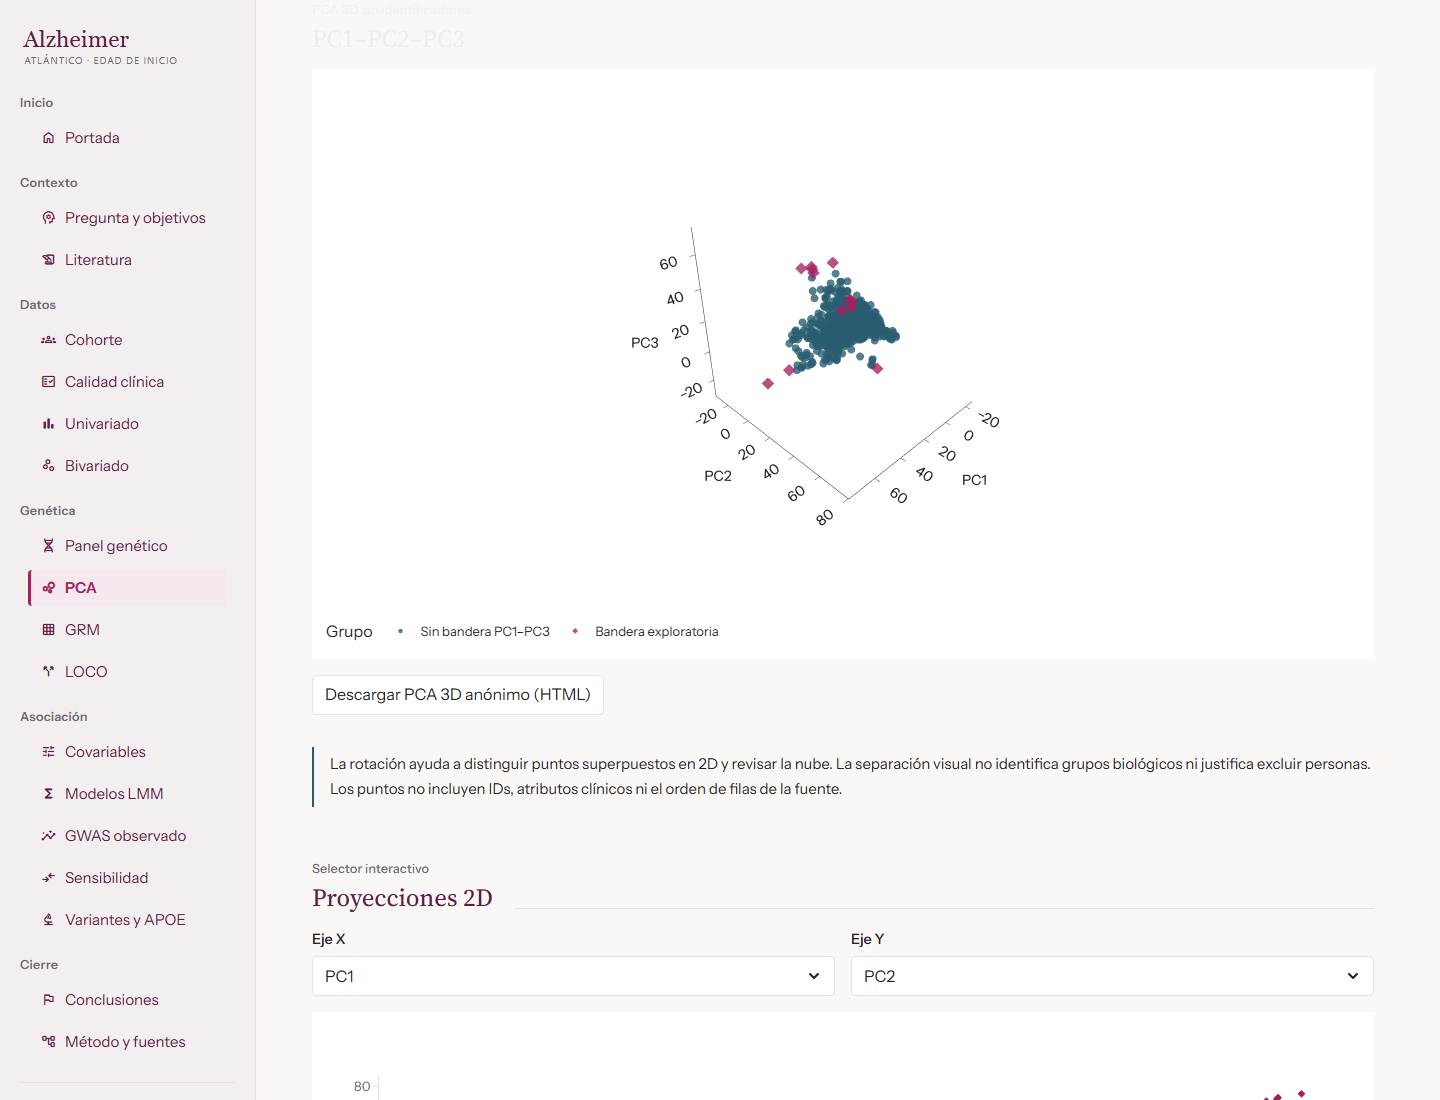 Alzheimer
ATLÁNTICO · EDAD DE INICIO
Inicio
Portada
Contexto
Pregunta y objetivos
Literatura
Datos
Cohorte
Calidad clínica
Univariado
Bivariado
Genética
Panel genético
PCA
GRM
LOCO
Asociación
Covariables
Modelos LMM
GWAS observado
Sensibilidad
Variantes y APOE
Cierre
Conclusiones
Método y fuentes
PCA 3D sin identificadores
PC1–PC2–PC3
60
40
20
0
−20
PC3
−20
0
20
40
60
80
PC2
−20
0
20
40
60
PC1
Grupo
Sin bandera PC1–PC3
Bandera exploratoria
Descargar PCA 3D anónimo (HTML)
La rotación ayuda a distinguir puntos superpuestos en 2D y revisar la nube. La separación visual no identifica grupos biológicos ni justifica excluir personas.
Los puntos no incluyen IDs, atributos clínicos ni el orden de filas de la fuente.
Selector interactivo
Proyecciones 2D
Eje X
PC1
Eje Y
PC2
80